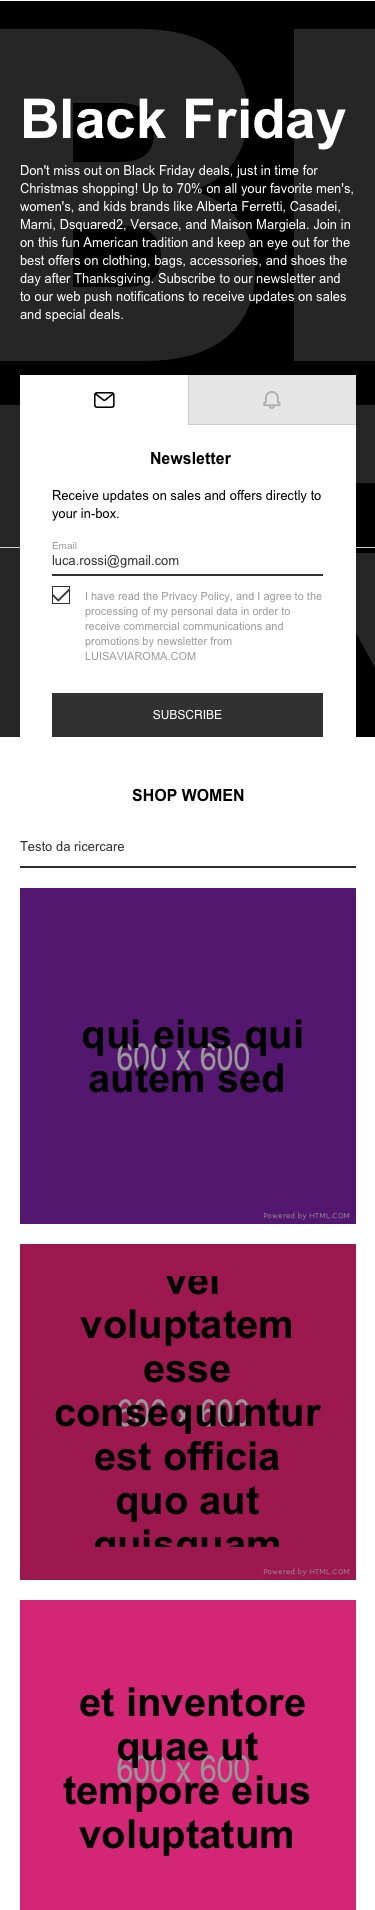 Black Friday
Don't miss out on Black Friday deals, just in time for
Christmas shopping! Up to 70% on all your favorite men's,
women's, and kids brands like Alberta Ferretti, Casadei,
Marni, Dsquared2, Versace, and Maison Margiela. Join in
on this fun American tradition and keep an eye out for the
best offers on clothing, bags, accessories, and shoes the
day after Thanksgiving. Subscribe to our newsletter and
to our web push notifications to receive updates on sales
and special deals.
Newsletter
Receive updates on sales and offers directly to
your in-box.
Email
luca.rossi@gmail.com
I have read the Privacy Policy, and I agree to the
processing of my personal data in order to
receive commercial communications and
promotions by newsletter from
LUISAVIAROMA.COM
SUBSCRIBE
SHOP WOMEN
Testo da ricercare
qui eius qui
600 x 600
autem sed
Powered by HTML.COM
vel
voluptatem
esse
consequuntur
600 x 600
est officia
quo aut
quisquam
Powered by HTML.COM
et inventore
quae ut
600 x 600
tempore eius
voluptatum